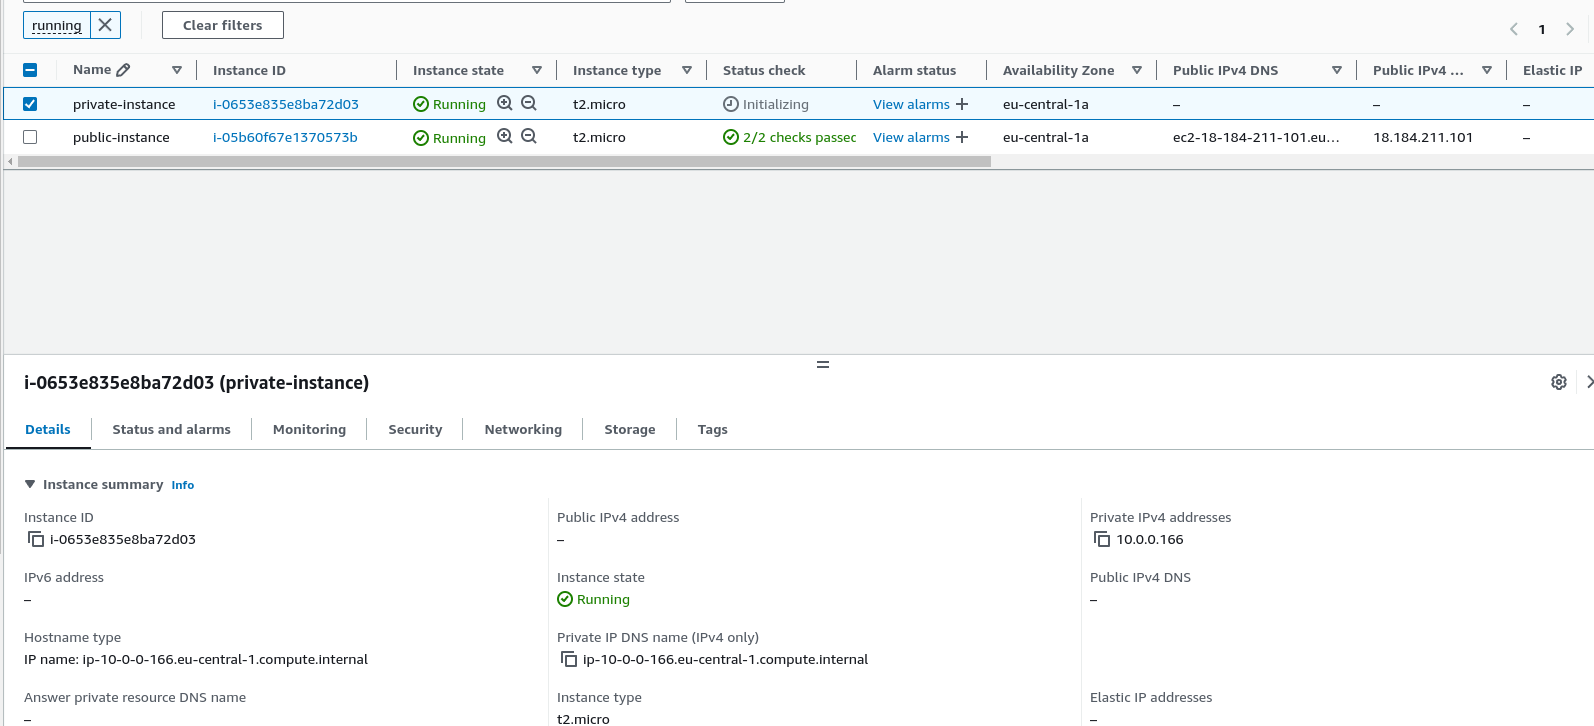 running
Clear filters
1
Name Instance ID Instance state Instance type Status check Alarm status Availability Zone Public IPv4 DNS Public IPv4 ... Elastic IP
private-instance i-0653e835e8ba72d03 Running t2.micro Initializing View alarms + eu-central-1a – – –
public-instance i-05b60f67e1370573b Running t2.micro 2/2 checks passec View alarms + eu-central-1a ec2-18-184-211-101.eu... 18.184.211.101 –
i-0653e835e8ba72d03 (private-instance)
Details Status and alarms Monitoring Security Networking Storage Tags
Instance summary Info
Instance ID Public IPv4 address Private IPv4 addresses
i-0653e835e8ba72d03 – 10.0.0.166
IPv6 address Instance state Public IPv4 DNS
– Running –
Hostname type Private IP DNS name (IPv4 only)
IP name: ip-10-0-0-166.eu-central-1.compute.internal ip-10-0-0-166.eu-central-1.compute.internal
Answer private resource DNS name Instance type Elastic IP addresses
– t2.micro –